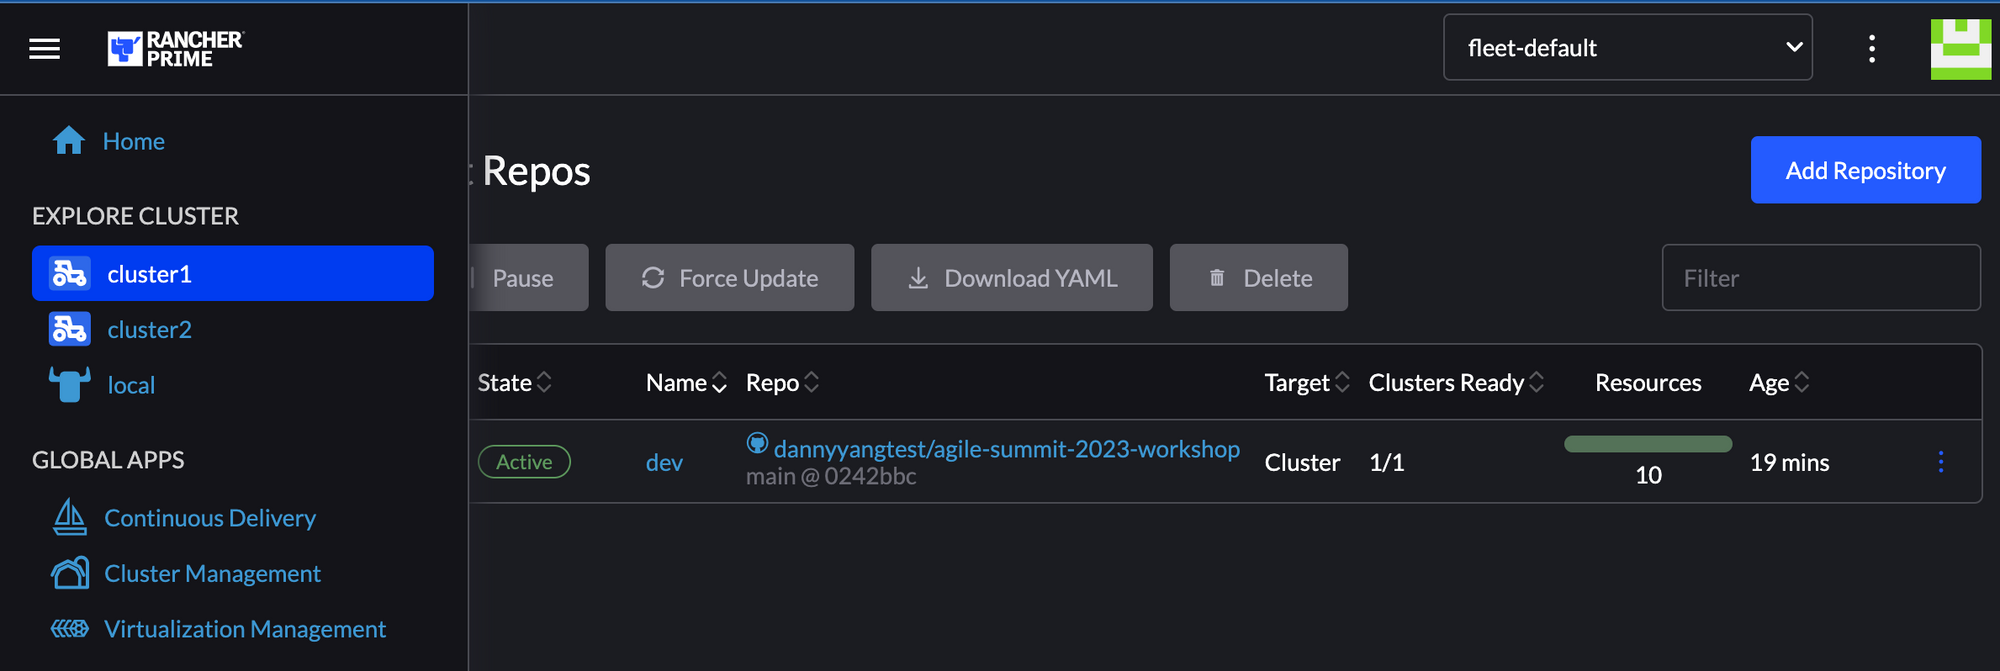 RANCHER
PRIME
fleet-default
Home
EXPLORE CLUSTER
cluster1
cluster2
local
GLOBAL APPS
Continuous Delivery
Cluster Management
Virtualization Management
: Repos
Add Repository
Pause
Force Update
Download YAML
Delete
Filter
State Name Repo Target Clusters Ready Resources Age
Active dev dannyyangtest/agile-summit-2023-workshop Cluster 1/1 10 19 mins
main @ 0242bbc